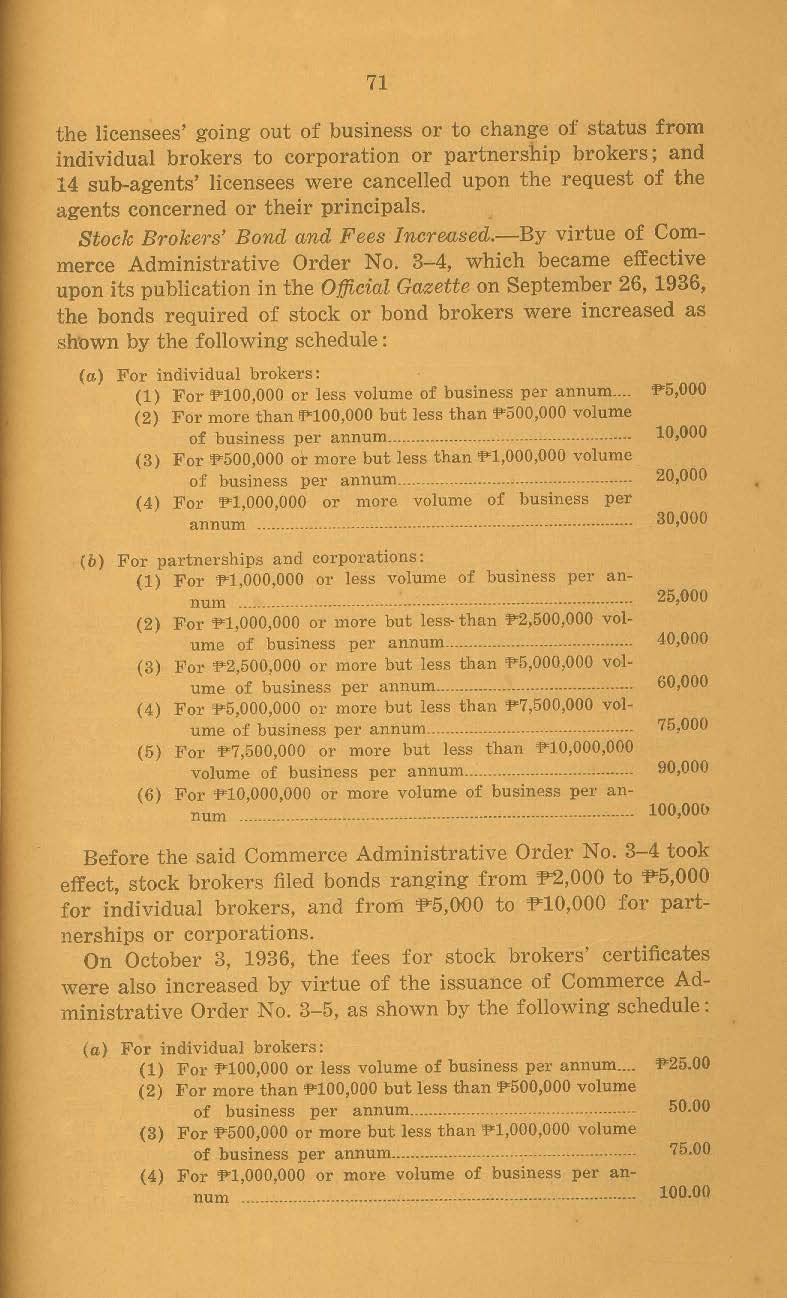 71
the licensees' going out of business or to change of status from
individual brokers to corporation or partnership brokers; and
14 sub-agents' licensees were cancelled upon the request of the
agents concerned or their principals.
Stock Brokers' Bond and Fees Increased.—By virtue of Com-
merce Administrative Order No. 3–4, which became effective
upon its publication in the Official Gazette on September 26, 1936,
the bonds required of stock or bond brokers were increased as
shown by the following schedule:
(a) For individual brokers:
(1) For ₱100,000 or less volume of business per annum.... ₱5,000
(2) For more than ₱100,000 but less than ₱500,000 volume
of business per annum.................................................. 10,000
(3) For ₱500,000 or more but less than ₱1,000,000 volume
of business per annum.................................................. 20,000
(4) For ₱1,000,000 or more volume of business per
annum .............................................................................. 30,000
(b) For partnerships and corporations:
(1) For ₱1,000,000 or less volume of business per an-
num .................................................................................. 25,000
(2) For ₱1,000,000 or more but less than ₱2,500,000 vol-
ume of business per annum........................................ 40,000
(3) For ₱2,500,000 or more but less than ₱5,000,000 vol-
ume of business per annum......................................... 60,000
(4) For ₱5,000,000 or more but less than ₱7,500,000 vol-
ume of business per annum........................................... 75,000
(5) For ₱7,500,000 or more but less than ₱10,000,000
volume of business per annum................................... 90,000
(6) For ₱10,000,000 or more volume of business per an-
num .................................................................................. 100,000
Before the said Commerce Administrative Order No. 3–4 took
effect, stock brokers filed bonds ranging from ₱2,000 to ₱5,000
for individual brokers, and from ₱5,000 to ₱10,000 for part-
nerships or corporations.
On October 3, 1936, the fees for stock brokers' certificates
were also increased by virtue of the issuance of Commerce Ad-
ministrative Order No. 3–5, as shown by the following schedule:
(a) For individual brokers:
(1) For ₱100,000 or less volume of business per annum.... ₱25.00
(2) For more than ₱100,000 but less than ₱500,000 volume
of business per annum............................................... 50.00
(3) For ₱500,000 or more but less than ₱1,000,000 volume
of business per annum.................................................. 75.00
(4) For ₱1,000,000 or more volume of business per an-
num .................................................................................. 100.00